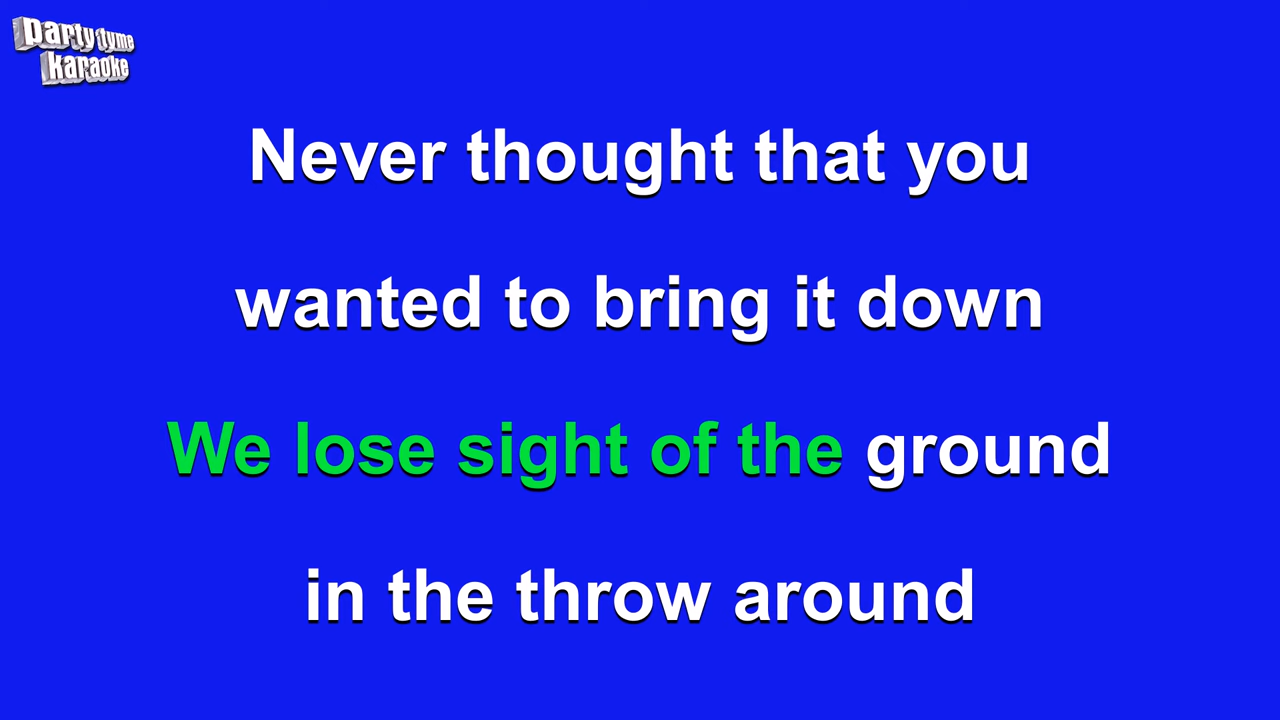 party tyme
karaoke
Never thought that you
wanted to bring it down
We lose sight of the ground
in the throw around